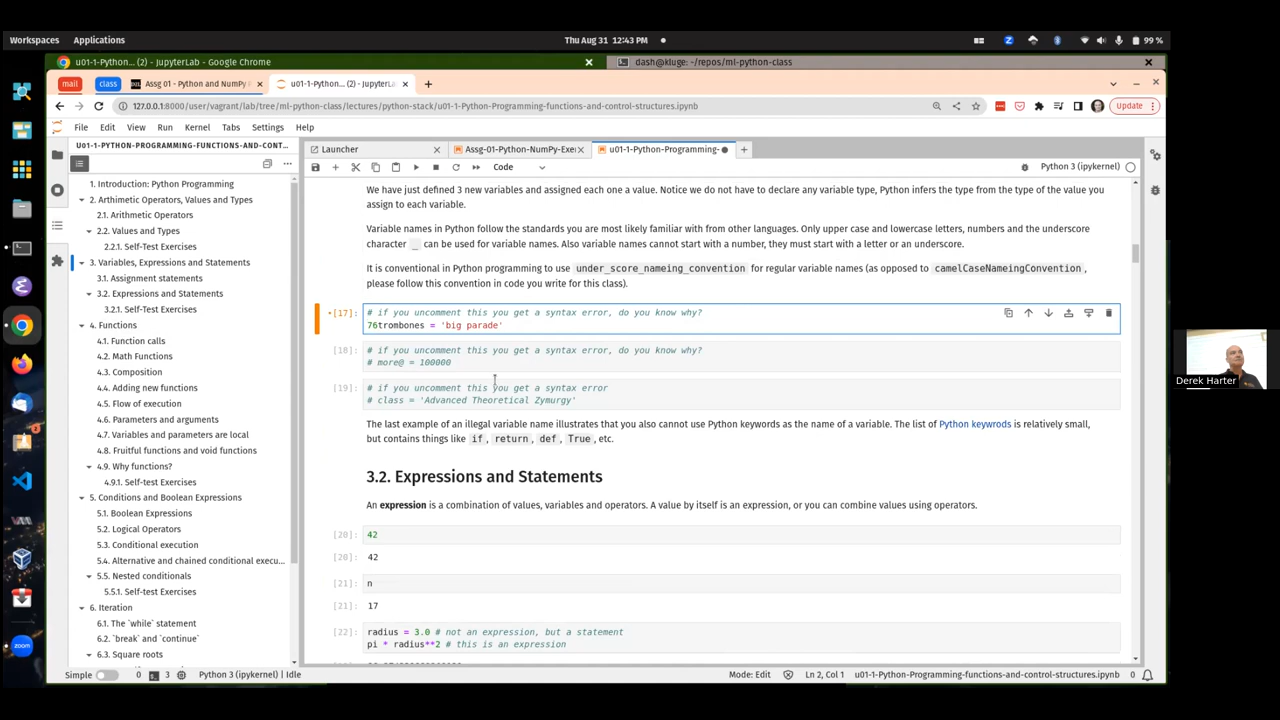 Workspaces Applications Thu Aug 31 12:43 PM 99 %
u01-1-Python... (2) - JupyterLab - Google Chrome dash@kluge: ~/repos/ml-python-class
mail class Assg 01 - Python and NumPy u01-1-Python... (2) - JupyterLab
127.0.0.1:8000/user/vagrant/lab/tree/ml-python-class/lectures/python-stack/u01-1-Python-Programming-functions-and-control-structures.ipynb Update
File Edit View Run Kernel Tabs Settings Help
U01-1-PYTHON-PROGRAMMING-FUNCTIONS-AND-CONT...
Launcher Assg-01-Python-NumPy-Exe u01-1-Python-Programming-
Code Python 3 (ipykernel)
1. Introduction: Python Programming
2. Arthimetic Operators, Values and Types
2.1. Arithmetic Operators
2.2. Values and Types
2.2.1. Self-Test Exercises
3. Variables, Expressions and Statements
3.1. Assignment statements
3.2. Expressions and Statements
3.2.1. Self-Test Exercises
4. Functions
4.1. Function calls
4.2. Math Functions
4.3. Composition
4.4. Adding new functions
4.5. Flow of execution
4.6. Parameters and arguments
4.7. Variables and parameters are local
4.8. Fruitful functions and void functions
4.9. Why functions?
4.9.1. Self-test Exercises
5. Conditions and Boolean Expressions
5.1. Boolean Expressions
5.2. Logical Operators
5.3. Conditional execution
5.4. Alternative and chained conditional execu...
5.5. Nested conditionals
5.5.1. Self-test Exercises
6. Iteration
6.1. The `while` statement
6.2. `break` and `continue`
6.3. Square roots
We have just defined 3 new variables and assigned each one a value. Notice we do not have to declare any variable type, Python infers the type from the type of the value you
assign to each variable.
Variable names in Python follow the standards you are most likely familiar with from other languages. Only upper case and lowercase letters, numbers and the underscore
character _ can be used for variable names. Also variable names cannot start with a number, they must start with a letter or an underscore.
It is conventional in Python programming to use under_score_nameing_convention for regular variable names (as opposed to camelCaseNameingConvention ,
please follow this convention in code you write for this class).
[17]: # if you uncomment this you get a syntax error, do you know why?
76trombones = 'big parade'
[18]: # if you uncomment this you get a syntax error, do you know why?
# more@ = 100000
[19]: # if you uncomment this you get a syntax error
# class = 'Advanced Theoretical Zymurgy'
The last example of an illegal variable name illustrates that you also cannot use Python keywords as the name of a variable. The list of Python keywrods is relatively small,
but contains things like if , return , def , True , etc.
3.2. Expressions and Statements
An expression is a combination of values, variables and operators. A value by itself is an expression, or you can combine values using operators.
[20]: 42
[20]: 42
[21]: n
[21]: 17
[22]: radius = 3.0 # not an expression, but a statement
pi * radius**2 # this is an expression
Derek Harter
Simple 0 3 Python 3 (ipykernel) | Idle Mode: Edit Ln 2, Col 1 u01-1-Python-Programming-functions-and-control-structures.ipynb 0